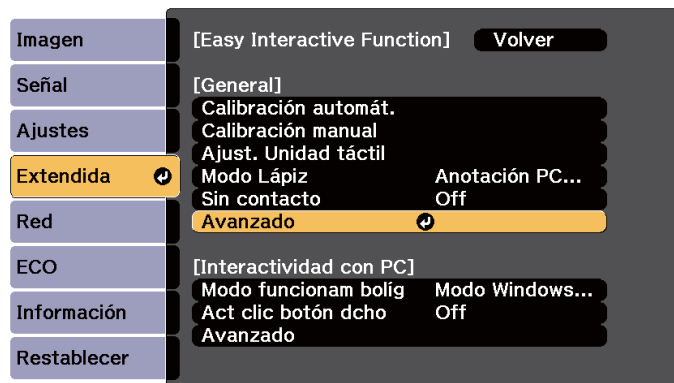 Imagen
Señal
Ajustes
Extendida
Red
ECO
Información
Restablecer
[Easy Interactive Function] Volver
[General]
Calibración automát.
Calibración manual
Ajust. Unidad táctil
Modo Lápiz Anotación PC...
Sin contacto Off
Avanzado
[Interactividad con PC]
Modo funcionam bolíg Modo Windows...
Act clic botón dcho Off
Avanzado